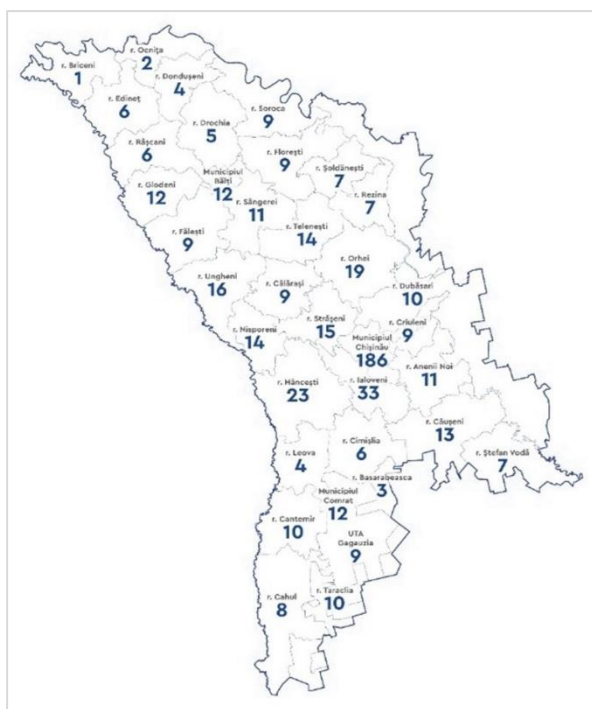 r. Ocnița
2
r. Briceni
1
r. Dondușeni
4
r. Edineț
6
r. Soroca
9
r. Drochia
5
r. Râșcani
6
r. Florești
9
r. Șoldănești
7
Municipiul
Bălți
12
r. Glodeni
12
r. Rezina
7
r. Sângerei
11
r. Telenești
14
r. Fălești
9
r. Orhei
19
r. Ungheni
16
r. Călărași
9
r. Dubăsari
10
r. Strășeni
15
r. Criuleni
9
r. Nisporeni
14
Municipiul
Chișinău
186
r. Anenii Noi
11
r. Hâncești
23
r. Ialoveni
33
r. Căușeni
13
r. Cimișlia
6
r. Leova
4
r. Ștefan Vodă
7
r. Basarabeasca
3
Municipiul
Comrat
12
r. Cantemir
10
UTA
Gagauzia
9
r. Cahul
8
r. Taraclia
10